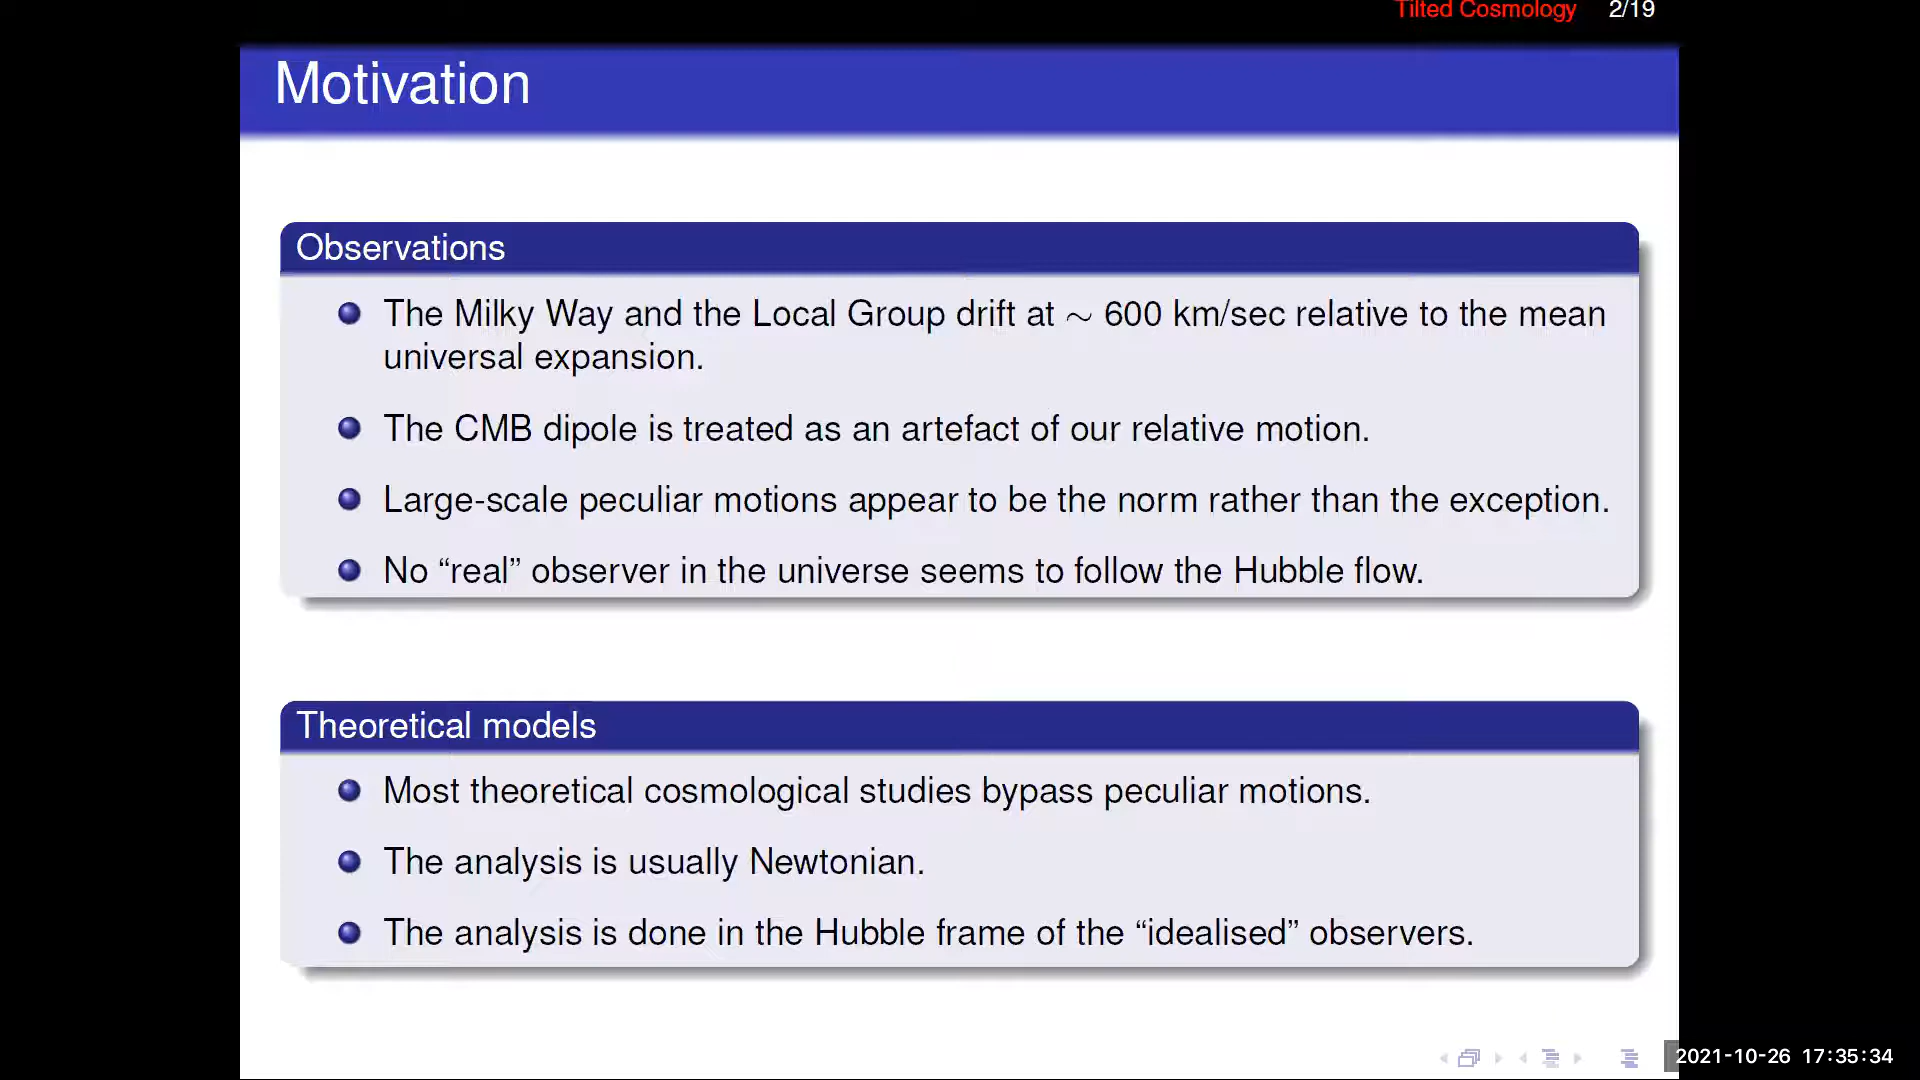 Tilted Cosmology 2/19
Motivation
Observations
The Milky Way and the Local Group drift at ∼ 600 km/sec relative to the mean
universal expansion.
The CMB dipole is treated as an artefact of our relative motion.
Large-scale peculiar motions appear to be the norm rather than the exception.
No “real” observer in the universe seems to follow the Hubble flow.
Theoretical models
Most theoretical cosmological studies bypass peculiar motions.
The analysis is usually Newtonian.
The analysis is done in the Hubble frame of the “idealised” observers.
2021-10-26 17:35:34